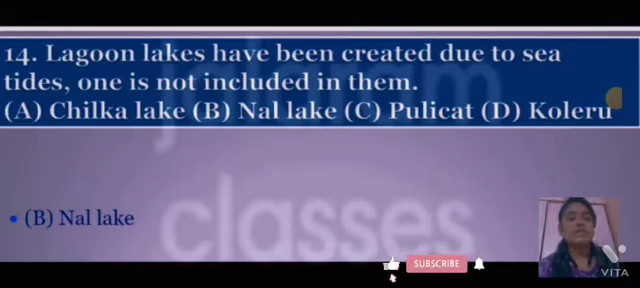 14. Lagoon lakes have been created due to sea
tides, one is not included in them.
(A) Chilka lake (B) Nal lake (C) Pulicat (D) Koleru
Jalaram
classes
• (B) Nal lake
SUBSCRIBE
VITA